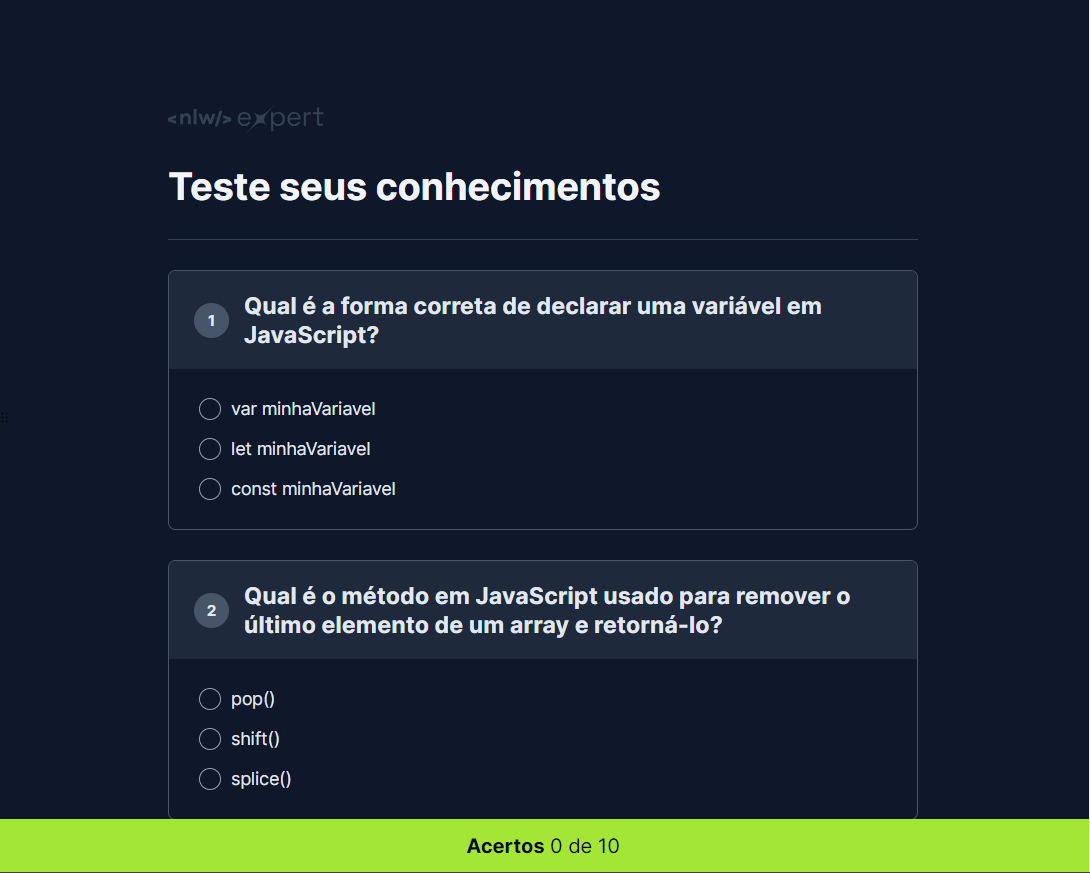 <nlw/> expert
Teste seus conhecimentos
1
Qual é a forma correta de declarar uma variável em
JavaScript?
var minhaVariavel
let minhaVariavel
const minhaVariavel
2
Qual é o método em JavaScript usado para remover o
último elemento de um array e retorná-lo?
pop()
shift()
splice()
Acertos 0 de 10